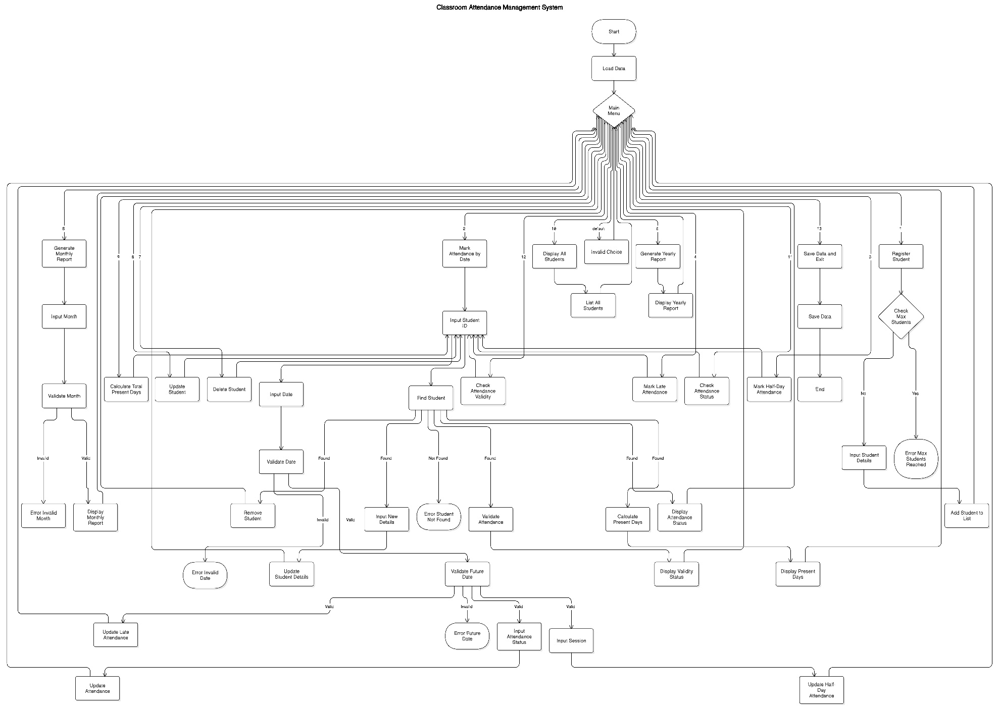 Classroom Attendance Management System
Start
Load Data
Main
Menu
5
2
10
default
6
13
1
Generate
Monthly
Report
9
8
7
Mark
Attendance by
Date
12
Display All
Students
Invalid Choice
Generate Yearly
Report
4
11
Save Data and
Exit
3
Register
Student
Input Month
Input Student
ID
List All
Students
Display Yearly
Report
Save Data
Check
Max
Students
Validate Month
Calculate Total
Present Days
Update
Student
Delete Student
Input Date
Find Student
Check
Attendance
Validity
Mark Late
Attendance
Check
Attendance
Status
Mark Half-Day
Attendance
End
No
Yes
Invalid
Valid
Validate Date
Found
Found
Not Found
Found
Found
Found
Input Student
Details
Error Max
Students
Reached
Error Invalid
Month
Display
Monthly
Report
Remove
Student
Invalid
Valid
Input New
Details
Error Student
Not Found
Validate
Attendance
Calculate
Present Days
Display
Attendance
Status
Add Student to
List
Error Invalid
Date
Update
Student Details
Validate Future
Date
Display Validity
Status
Display Present
Days
Valid
Invalid
Valid
Valid
Update Late
Attendance
Error Future
Date
Input
Attendance
Status
Input Session
Update
Attendance
Update Half-
Day
Attendance